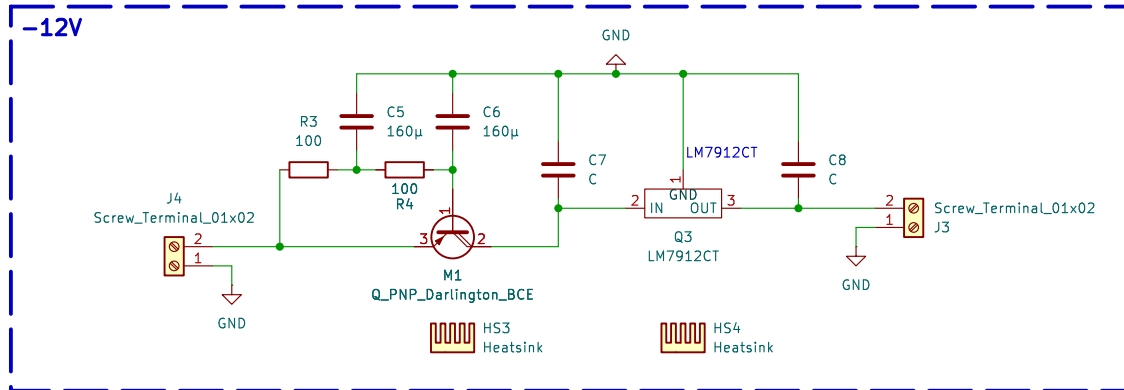 -12V
GND
R3
100
C5
160µ
C6
160µ
100
R4
C7
C
LM7912CT
1
GND
2
IN
OUT
3
C8
C
Q3
LM7912CT
J4
Screw_Terminal_01x02
2
1
GND
1
3
2
M1
Q_PNP_Darlington_BCE
2
1
Screw_Terminal_01x02
J3
GND
HS3
Heatsink
HS4
Heatsink